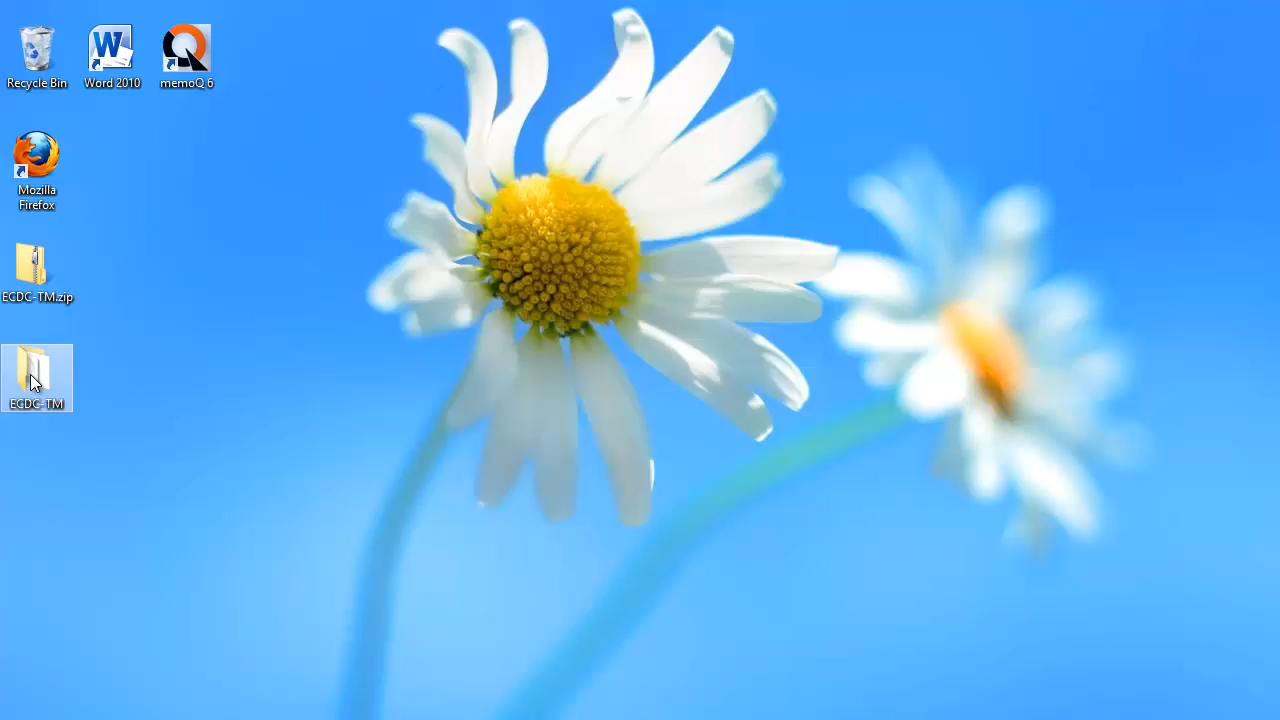 Recycle Bin
Word 2010
memoQ 6
Mozilla
Firefox
ECDC-TM.zip
ECDC-TM